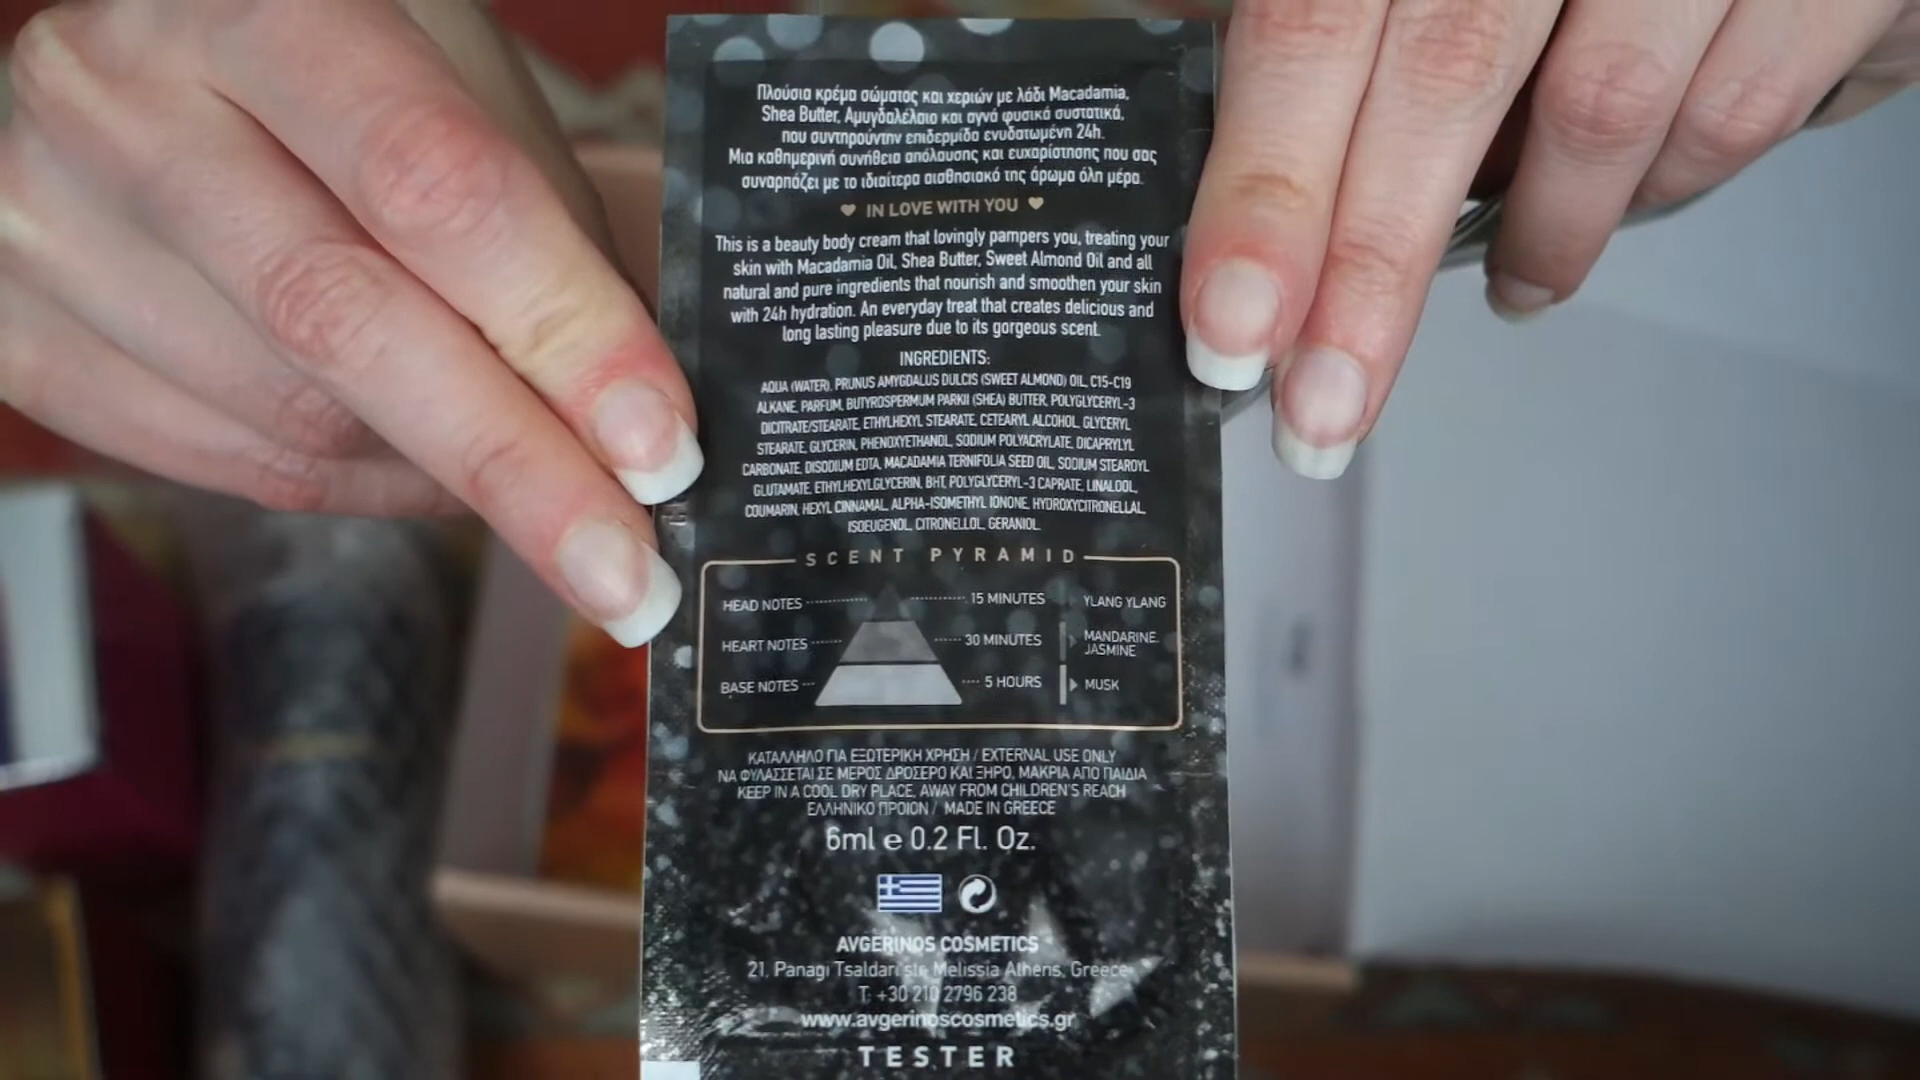 Πλούσια κρέμα σώματος και χεριών με λάδι Macadamia,
Shea Butter, Αμυγδαλέλαιο και αγνά φυσικά συστατικά,
που συντηρούντην επιδερμίδα ενυδατωμένη 24h.
Μια καθημερινή συνήθεια απόλαυσης και ευχαρίστησης που σας
συναρπάζει με το ιδιαίτερα αισθησιακό της άρωμα όλη μέρα.
♥ IN LOVE WITH YOU ♥
This is a beauty body cream that lovingly pampers you, treating your
skin with Macadamia Oil, Shea Butter, Sweet Almond Oil and all
natural and pure ingredients that nourish and smoothen your skin
with 24h hydration. An everyday treat that creates delicious and
long lasting pleasure due to its gorgeous scent.
INGREDIENTS:
AQUA (WATER), PRUNUS AMYGDALUS DULCIS (SWEET ALMOND) OIL, C15-C19
ALKANE, PARFUM, BUTYROSPERMUM PARKII (SHEA) BUTTER, POLYGLYCERYL-3
DICITRATE/STEARATE, ETHYLHEXYL STEARATE, CETEARYL ALCOHOL, GLYCERYL
STEARATE, GLYCERIN, PHENOXYETHANOL, SODIUM POLYACRYLATE, DICAPRYLYL
CARBONATE, DISODIUM EDTA, MACADAMIA TERNIFOLIA SEED OIL, SODIUM STEAROYL
GLUTAMATE, ETHYLHEXYLGLYCERIN, BHT, POLYGLYCERYL-3 CAPRATE, LINALOOL,
COUMARIN, HEXYL CINNAMAL, ALPHA-ISOMETHYL IONONE, HYDROXYCITRONELLAL,
ISOEUGENOL, CITRONELLOL, GERANIOL.
SCENT PYRAMID
HEAD NOTES 15 MINUTES YLANG YLANG
HEART NOTES 30 MINUTES MANDARINE,
JASMINE
BASE NOTES 5 HOURS MUSK
ΚΑΤΑΛΛΗΛΟ ΓΙΑ ΕΞΩΤΕΡΙΚΗ ΧΡΗΣΗ / EXTERNAL USE ONLY
ΝΑ ΦΥΛΑΣΣΕΤΑΙ ΣΕ ΜΕΡΟΣ ΔΡΟΣΕΡΟ ΚΑΙ ΞΗΡΟ, ΜΑΚΡΙΑ ΑΠΟ ΠΑΙΔΙΑ
KEEP IN A COOL DRY PLACE, AWAY FROM CHILDREN'S REACH
ΕΛΛΗΝΙΚΟ ΠΡΟΙΟΝ / MADE IN GREECE
6ml e 0.2 Fl. Oz.
AVGERINOS COSMETICS
21, Panagi Tsaldari str. Melissia Athens, Greece
T: +30 210 2796 238
www.avgerinoscosmetics.gr
TESTER